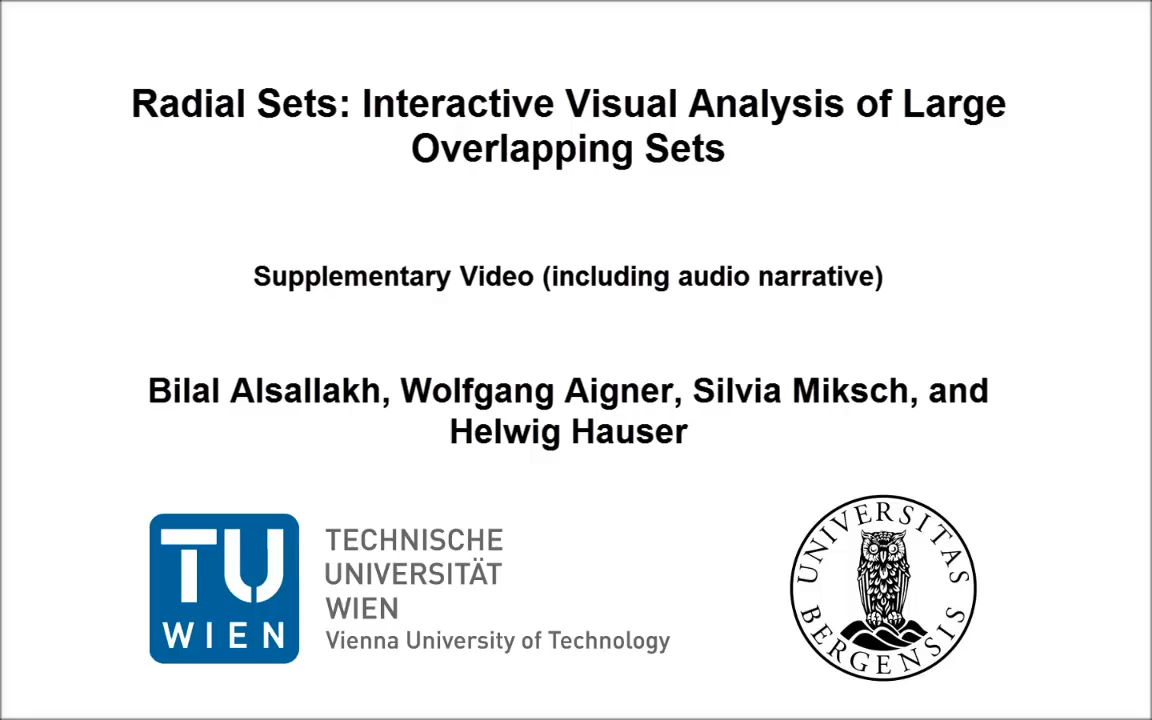 Radial Sets: Interactive Visual Analysis of Large
Overlapping Sets
Supplementary Video (including audio narrative)
Bilal Alsallakh, Wolfgang Aigner, Silvia Miksch, and
Helwig Hauser
TU
WIEN
TECHNISCHE
UNIVERSITÄT
WIEN
Vienna University of Technology
UNIVERSITAS
BERGENSIS